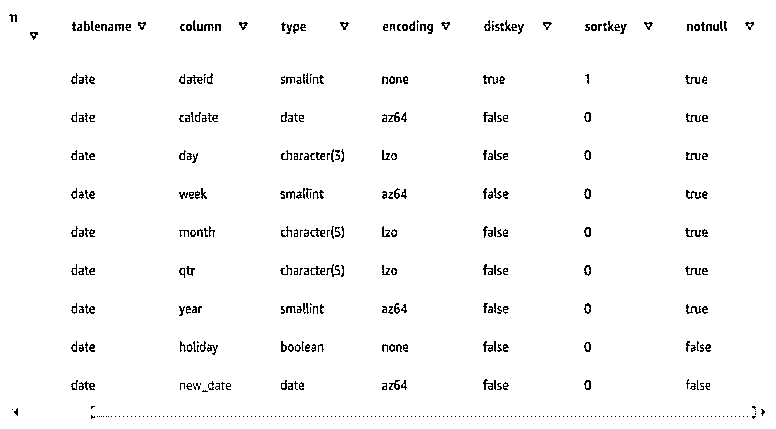 n tablename column type encoding distkey sortkey notnull
date dateid smallint none true 1 true
date caldate date az64 false 0 true
date day character(3) lzo false 0 true
date week smallint az64 false 0 true
date month character(5) lzo false 0 true
date qtr character(5) lzo false 0 true
date year smallint az64 false 0 true
date holiday boolean none false 0 false
date new_date date az64 false 0 false